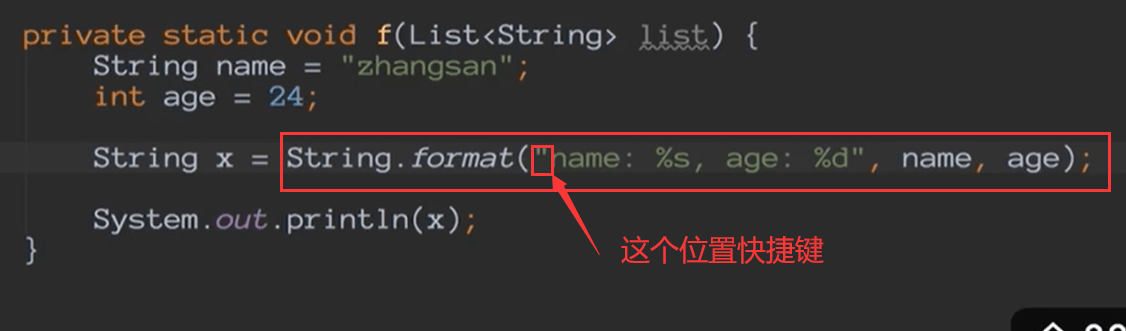 private static void f(List<String> list) {
String name = "zhangsan";
int age = 24;
String x = String.format("name: %s, age: %d", name, age);
System.out.println(x);
}
这个位置快捷键